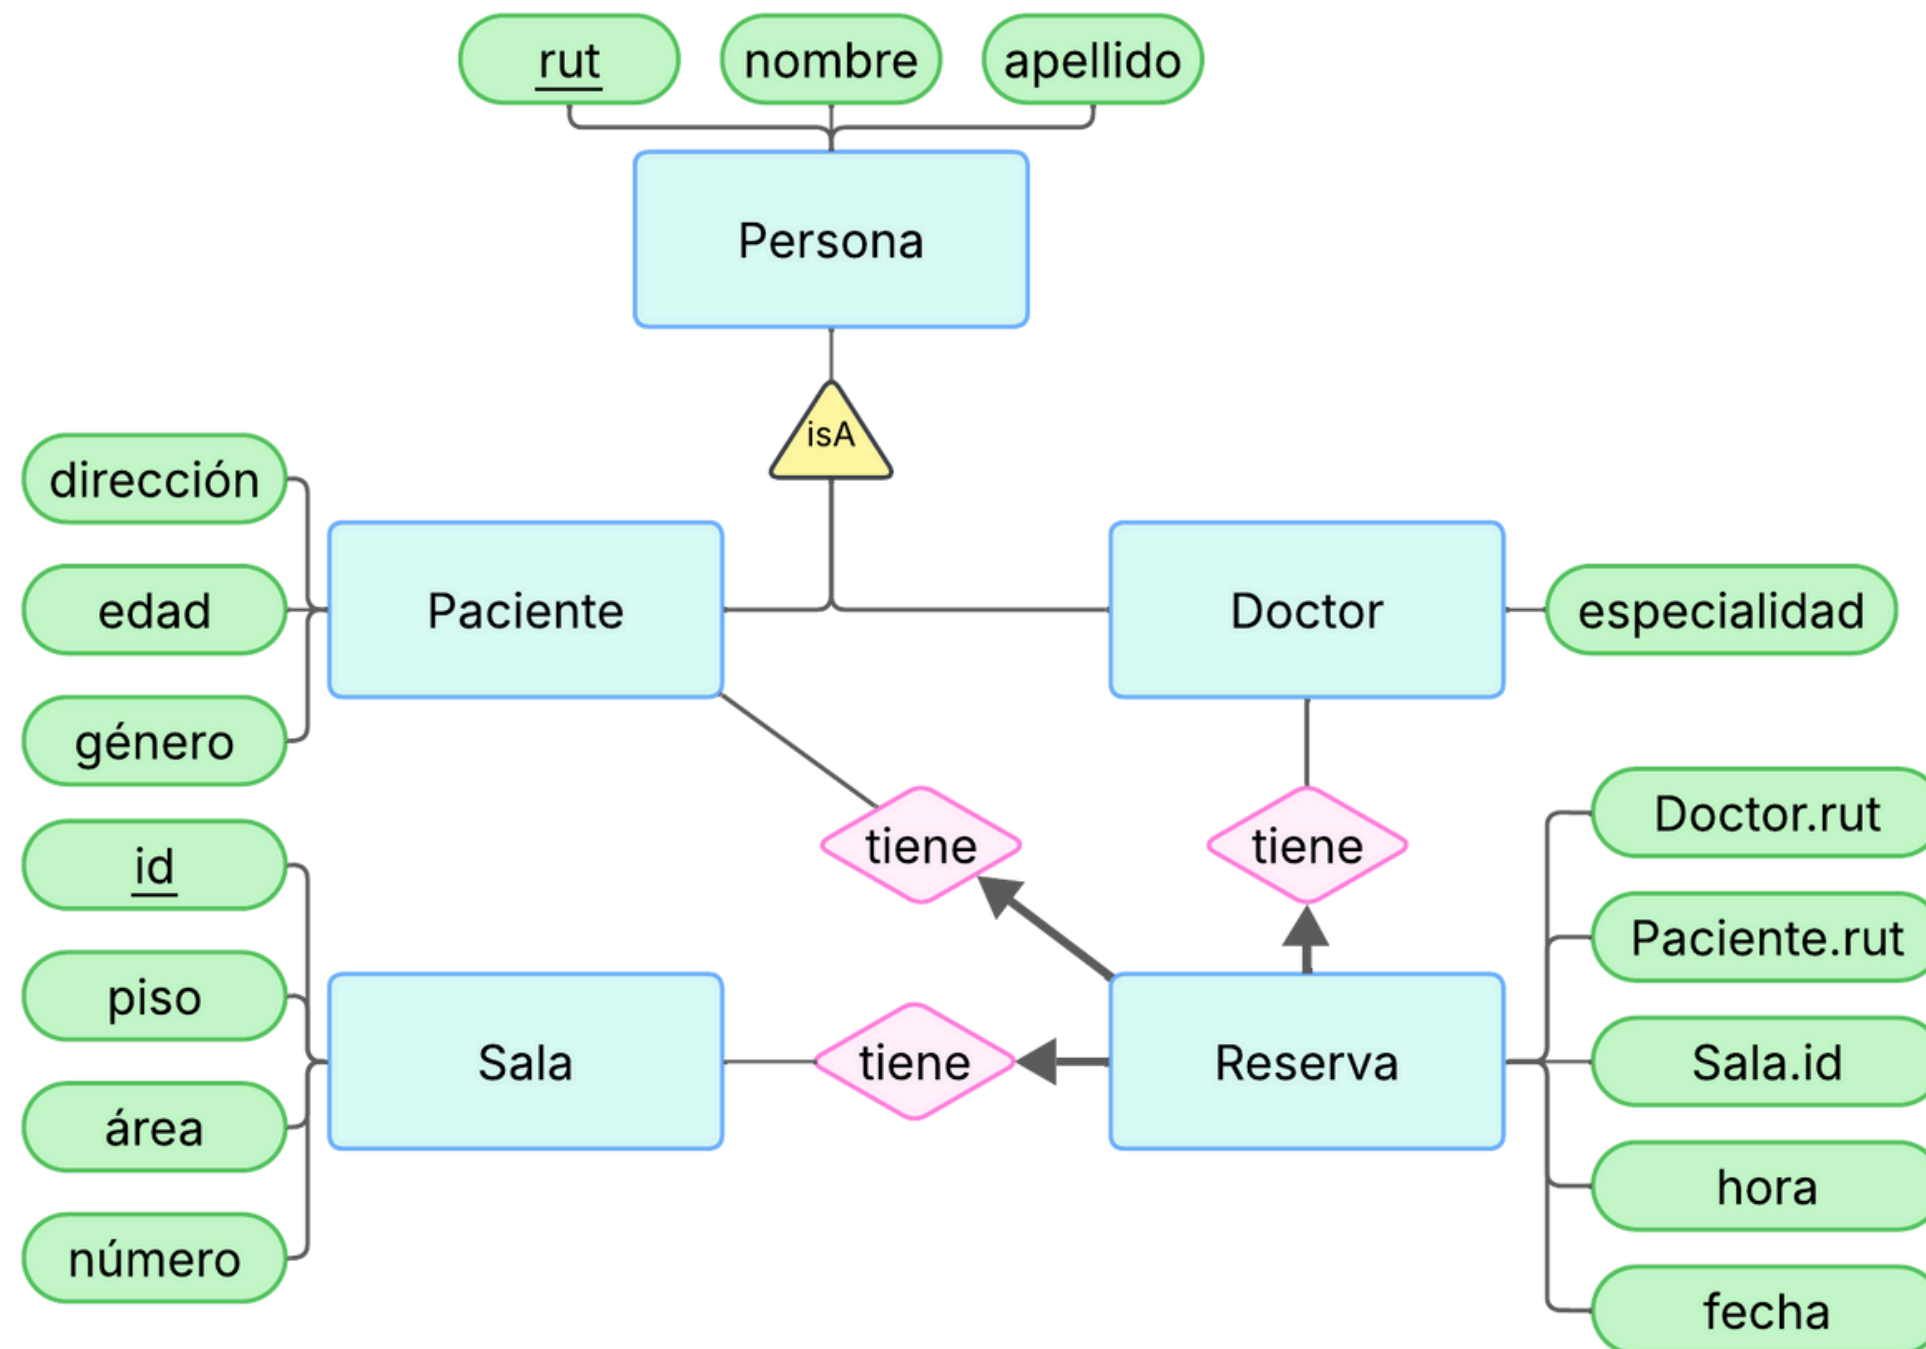 rut
nombre
apellido
Persona
isA
dirección
edad
género
Paciente
Doctor
especialidad
tiene
tiene
id
piso
área
número
Sala
tiene
Reserva
Doctor.rut
Paciente.rut
Sala.id
hora
fecha